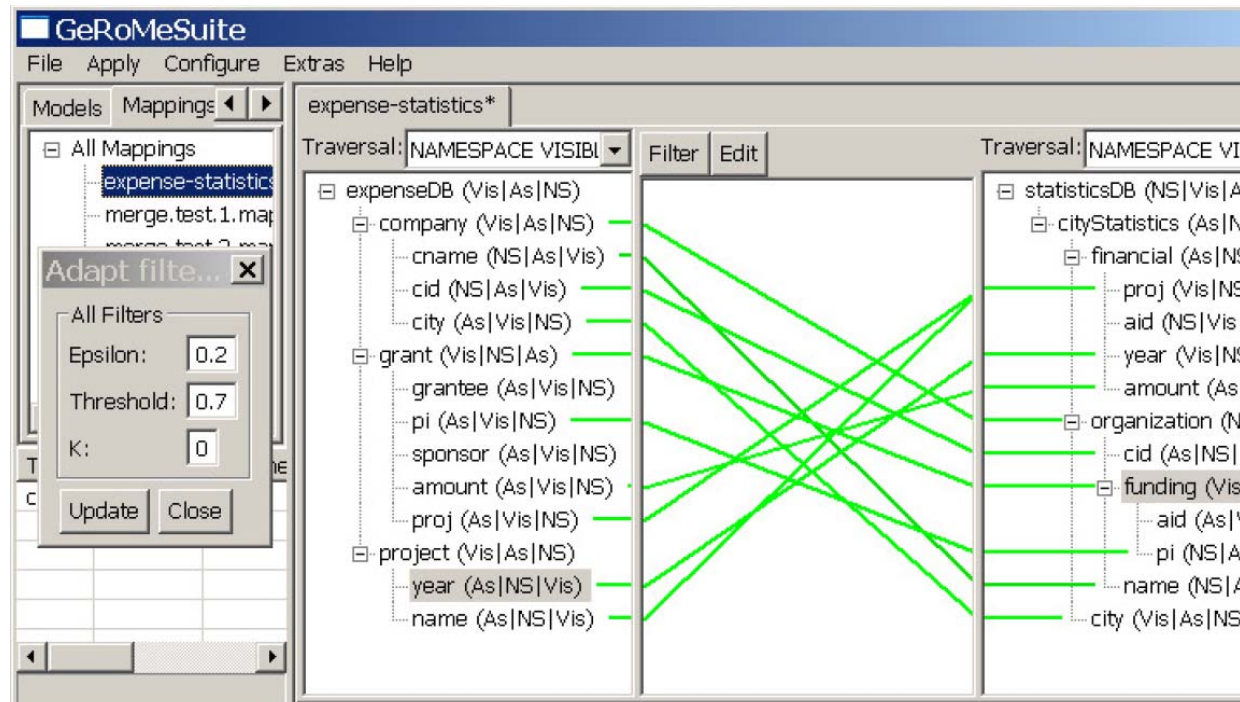 GeRoMeSuite
File Apply Configure Extras Help
Models Mappings
All Mappings
expense-statistics
merge.test.1.map
Adapt filte...
All Filters
Epsilon: 0.2
Threshold: 0.7
K: 0
Update Close
expense-statistics*
Traversal: NAMESPACE VISIBL
Filter Edit
Traversal: NAMESPACE VI
expenseDB (Vis|As|NS)
company (Vis|As|NS)
cname (NS|As|Vis)
cid (NS|As|Vis)
city (As|Vis|NS)
grant (Vis|NS|As)
grantee (As|Vis|NS)
pi (As|Vis|NS)
sponsor (As|Vis|NS)
amount (As|Vis|NS)
proj (As|Vis|NS)
project (Vis|As|NS)
year (As|NS|Vis)
name (As|NS|Vis)
statisticsDB (NS|Vis|A
cityStatistics (As|N
financial (As|NS
proj (Vis|NS
aid (NS|Vis
year (Vis|NS
amount (As
organization (N
cid (As|NS|
funding (Vis
aid (As|V
pi (NS|A
name (NS|A
city (Vis|As|NS